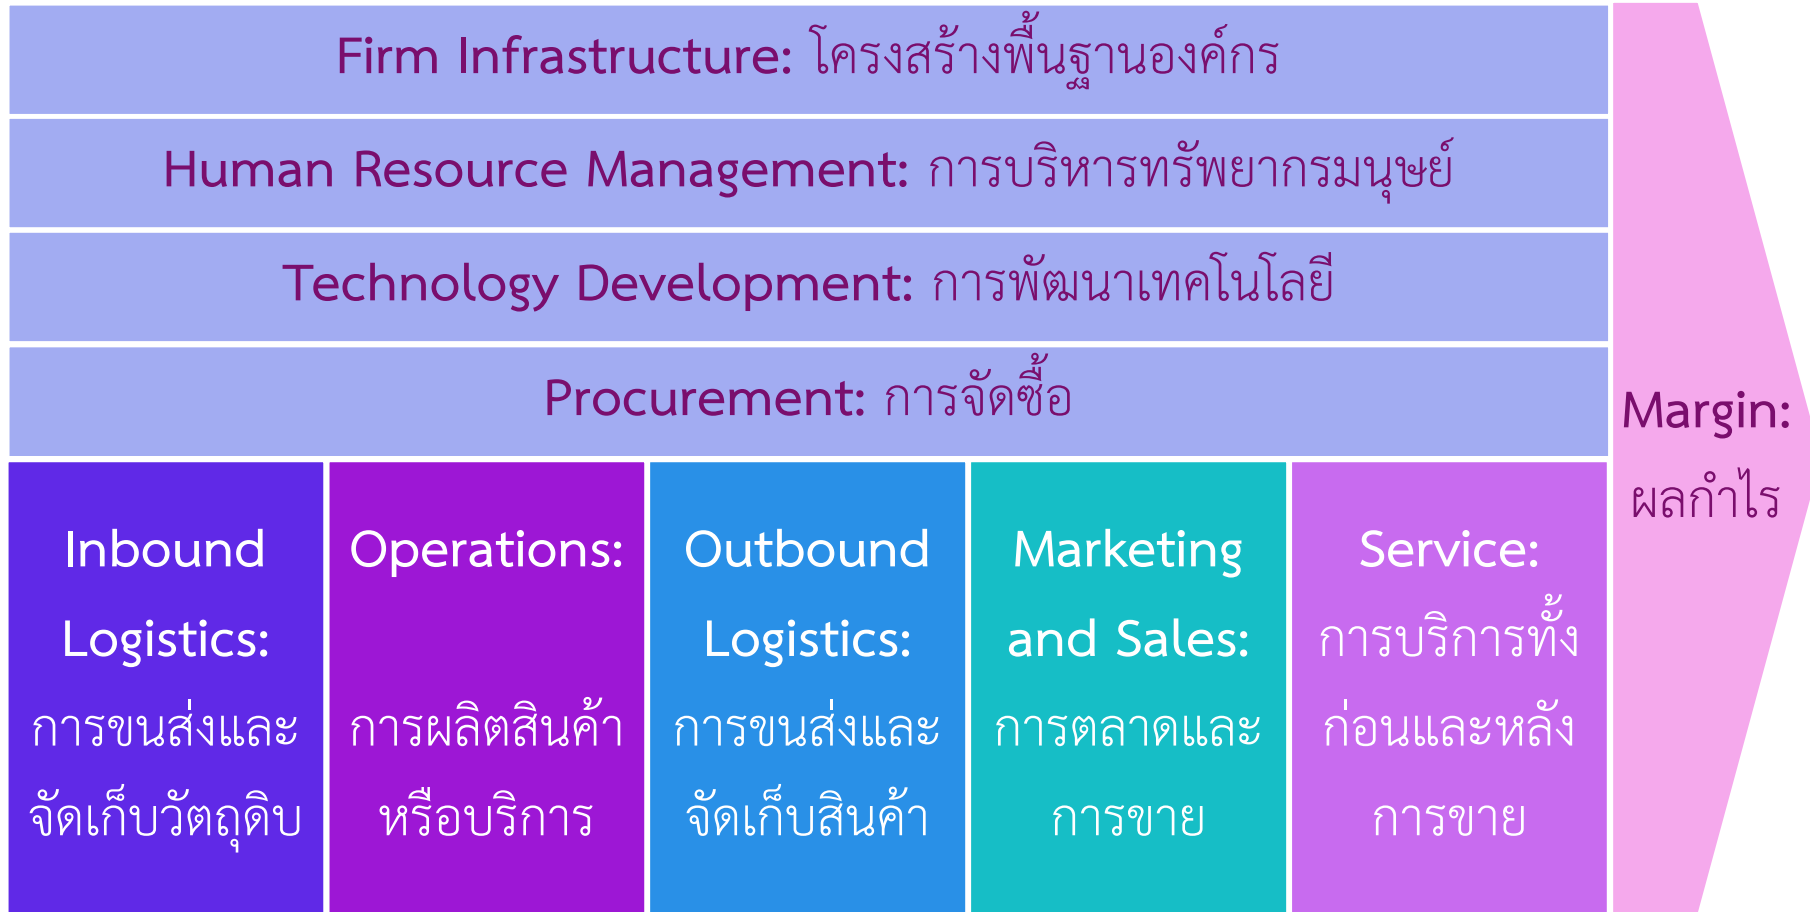 Firm Infrastructure: โครงสร้างพื้นฐานองค์กร
Human Resource Management: การบริหารทรัพยากรมนุษย์
Technology Development: การพัฒนาเทคโนโลยี
Procurement: การจัดซื้อ
Inbound
Logistics:
การขนส่งและ
จัดเก็บวัตถุดิบ
Operations:
การผลิตสินค้า
หรือบริการ
Outbound
Logistics:
การขนส่งและ
จัดเก็บสินค้า
Marketing
and Sales:
การตลาดและ
การขาย
Service:
การบริการทั้ง
ก่อนและหลัง
การขาย
Margin:
ผลกำไร